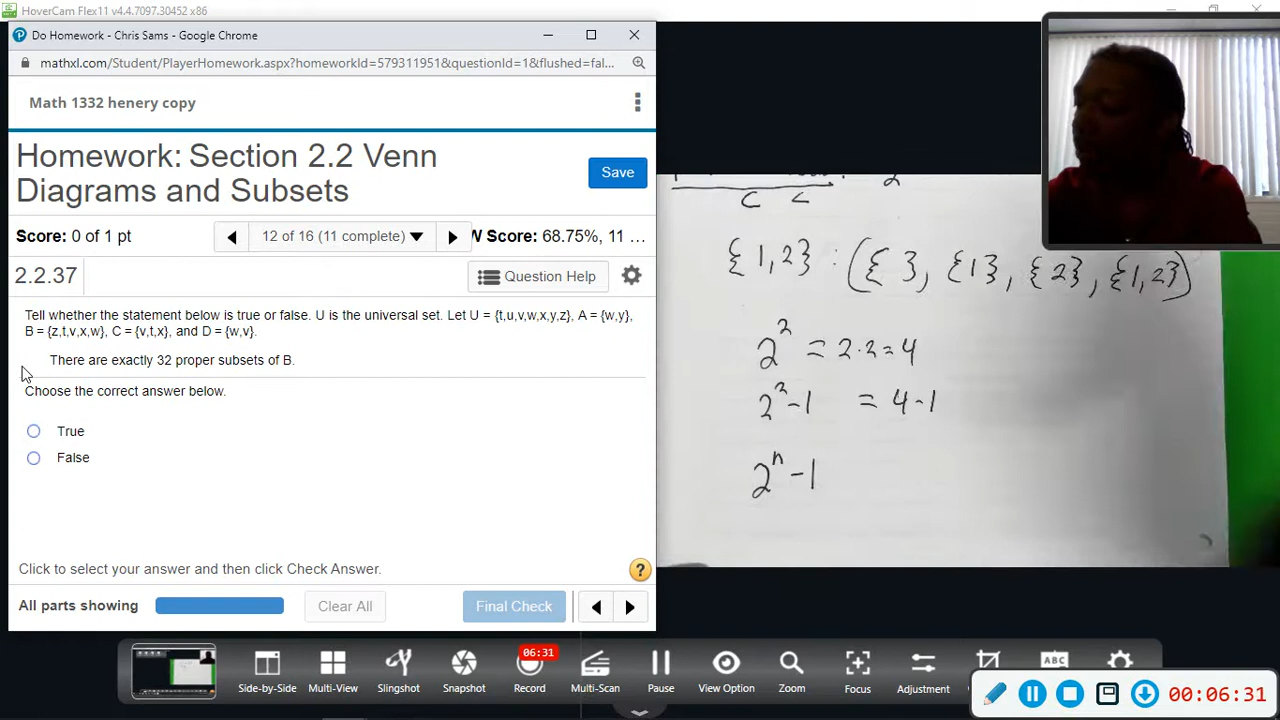 HoverCam Flex11 v4.4.7097.30452 x86
Do Homework - Chris Sams - Google Chrome
mathxl.com/Student/PlayerHomework.aspx?homeworkId=579311951&questionId=1&flushed=fal...
Math 1332 henery copy
Homework: Section 2.2 Venn
Diagrams and Subsets
Save
Score: 0 of 1 pt
12 of 16 (11 complete)
W Score: 68.75%, 11 ...
2.2.37
Question Help
Tell whether the statement below is true or false. U is the universal set. Let U = {t,u,v,w,x,y,z}, A = {w,y},
B = {z,t,v,x,w}, C = {v,t,x}, and D = {w,v}.
There are exactly 32 proper subsets of B.
Choose the correct answer below.
True
False
Click to select your answer and then click Check Answer.
?
All parts showing
Clear All
Final Check
{1,2} : ({ }, {1}, {2}, {1,2})
2² = 2·2 = 4
2² -1 = 4-1
2ⁿ -1
06:31
Side-by-Side
Multi-View
Slingshot
Snapshot
Record
Multi-Scan
Pause
View Option
Zoom
Focus
Adjustment
ABC
00:06:31